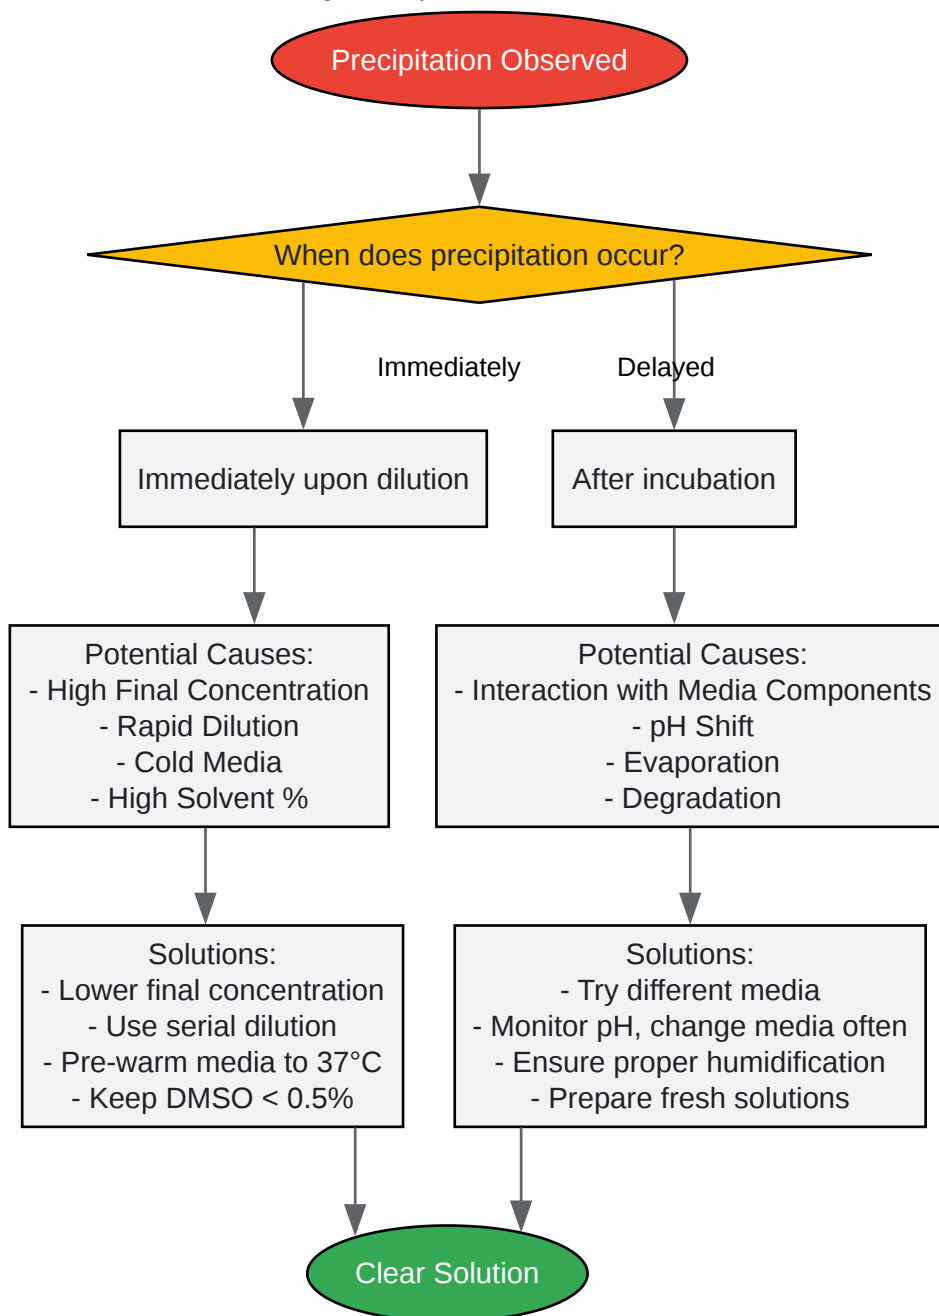 Precipitation Observed
When does precipitation occur?
Immediately
Delayed
Immediately upon dilution
After incubation
Potential Causes:
- High Final Concentration
- Rapid Dilution
- Cold Media
- High Solvent %
Potential Causes:
- Interaction with Media Components
- pH Shift
- Evaporation
- Degradation
Solutions:
- Lower final concentration
- Use serial dilution
- Pre-warm media to 37°C
- Keep DMSO < 0.5%
Solutions:
- Try different media
- Monitor pH, change media often
- Ensure proper humidification
- Prepare fresh solutions
Clear Solution